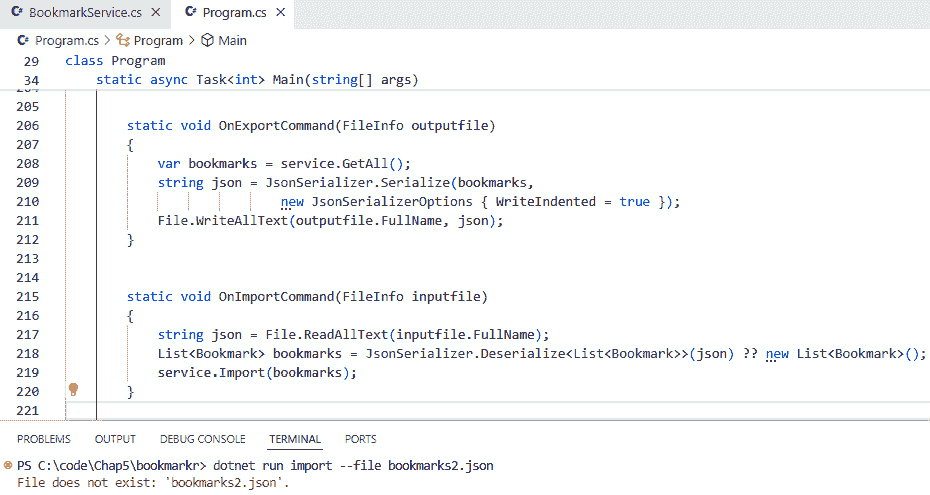 BookmarkService.cs Program.cs
Program.cs > Program > Main
29 class Program
34 static async Task<int> Main(string[] args)
205
206 static void OnExportCommand(FileInfo outputfile)
207 {
208 var bookmarks = service.GetAll();
209 string json = JsonSerializer.Serialize(bookmarks,
210 new JsonSerializerOptions { WriteIndented = true });
211 File.WriteAllText(outputfile.FullName, json);
212 }
213
214
215 static void OnImportCommand(FileInfo inputfile)
216 {
217 string json = File.ReadAllText(inputfile.FullName);
218 List<Bookmark> bookmarks = JsonSerializer.Deserialize<List<Bookmark>>(json) ?? new List<Bookmark>();
219 service.Import(bookmarks);
220 }
221
PROBLEMS OUTPUT DEBUG CONSOLE TERMINAL PORTS
PS C:\code\Chap5\bookmarkr> dotnet run import --file bookmarks2.json
File does not exist: `bookmarks2.json`.